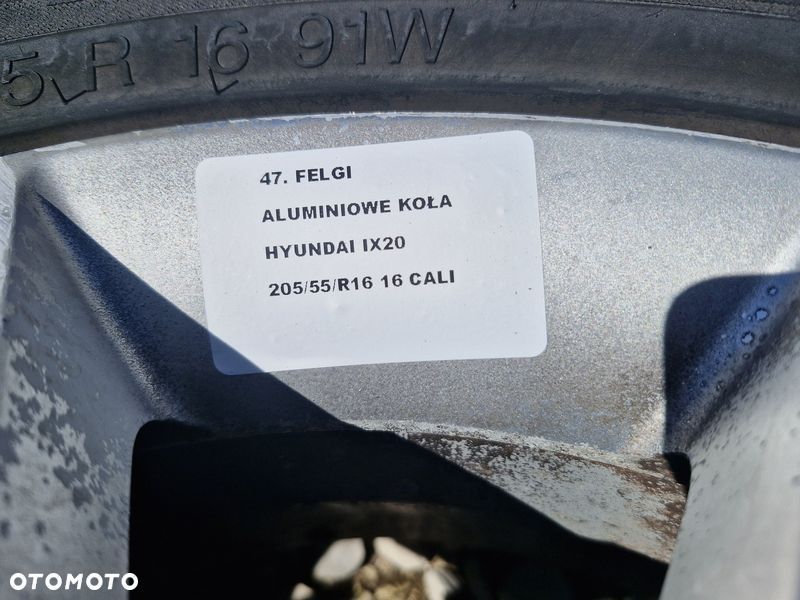 5 R 16 91W
47. FELGI
ALUMINIOWE KOŁA
HYUNDAI IX20
205/55/R16 16 CALI
OTOMOTO